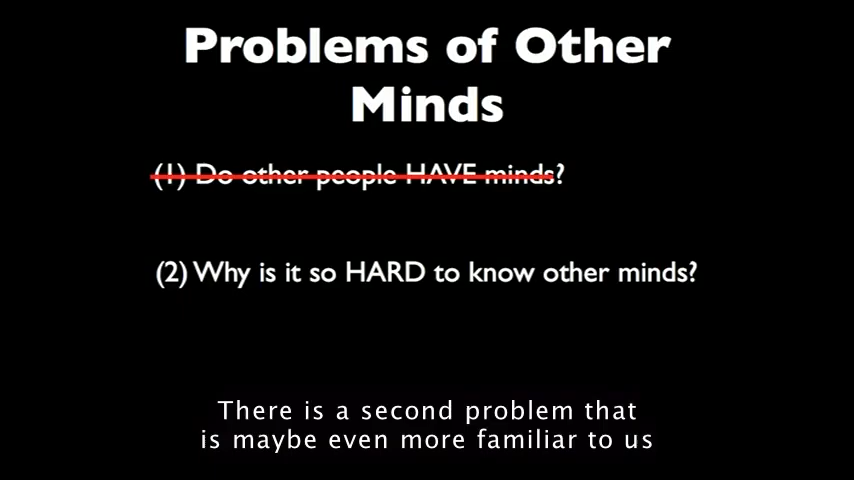 Problems of Other
Minds
(1) Do other people HAVE minds?
(2) Why is it so HARD to know other minds?
There is a second problem that
is maybe even more familiar to us